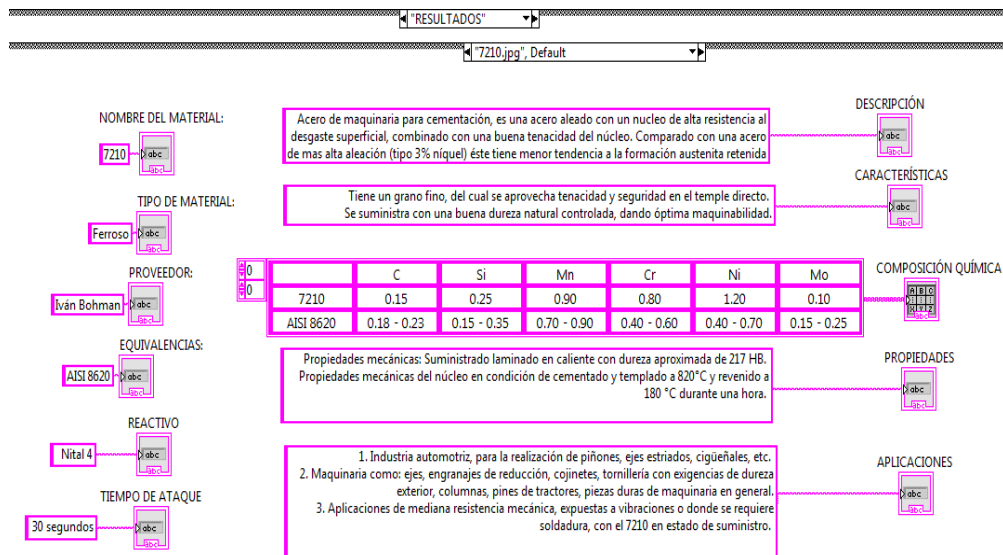 "RESULTADOS"
"7210.jpg", Default
NOMBRE DEL MATERIAL:
7210
abc
abc
TIPO DE MATERIAL:
Ferroso
abc
abc
PROVEEDOR:
Iván Bohman
abc
abc
EQUIVALENCIAS:
AISI 8620
abc
abc
REACTIVO
Nital 4
abc
abc
TIEMPO DE ATAQUE
30 segundos
abc
abc
Acero de maquinaria para cementación, es una acero aleado con un nucleo de alta resistencia al
desgaste superficial, combinado con una buena tenacidad del núcleo. Comparado con una acero
de mas alta aleación (tipo 3% níquel) éste tiene menor tendencia a la formación austenita retenida
DESCRIPCIÓN
abc
abc
Tiene un grano fino, del cual se aprovecha tenacidad y seguridad en el temple directo.
Se suministra con una buena dureza natural controlada, dando óptima maquinabilidad.
CARACTERÍSTICAS
abc
abc
0
0
C Si Mn Cr Ni Mo
7210 0.15 0.25 0.90 0.80 1.20 0.10
AISI 8620 0.18 - 0.23 0.15 - 0.35 0.70 - 0.90 0.40 - 0.60 0.40 - 0.70 0.15 - 0.25
COMPOSICIÓN QUÍMICA
A B C
X Y Z
abc
Propiedades mecánicas: Suministrado laminado en caliente con dureza aproximada de 217 HB.
Propiedades mecánicas del núcleo en condición de cementado y templado a 820°C y revenido a
180 °C durante una hora.
PROPIEDADES
abc
abc
1. Industria automotriz, para la realización de piñones, ejes estriados, cigüeñales, etc.
2. Maquinaria como: ejes, engranajes de reducción, cojinetes, tornillería con exigencias de dureza
exterior, columnas, pines de tractores, piezas duras de maquinaria en general.
3. Aplicaciones de mediana resistencia mecánica, expuestas a vibraciones o donde se requiere
soldadura, con el 7210 en estado de suministro.
APLICACIONES
abc
abc